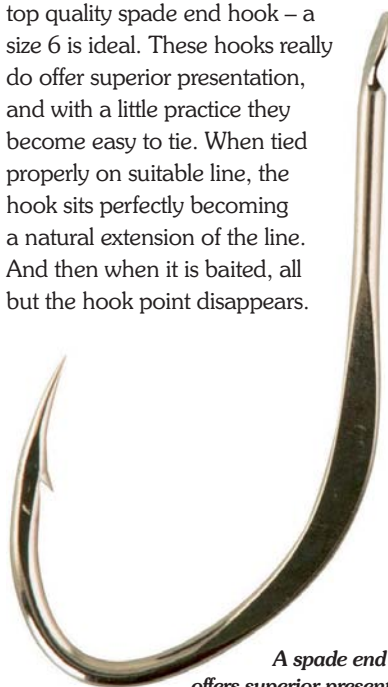 top quality spade end hook – a
size 6 is ideal. These hooks really
do offer superior presentation,
and with a little practice they
become easy to tie. When tied
properly on suitable line, the
hook sits perfectly becoming
a natural extension of the line.
And then when it is baited, all
but the hook point disappears.
A spade end
offers superior